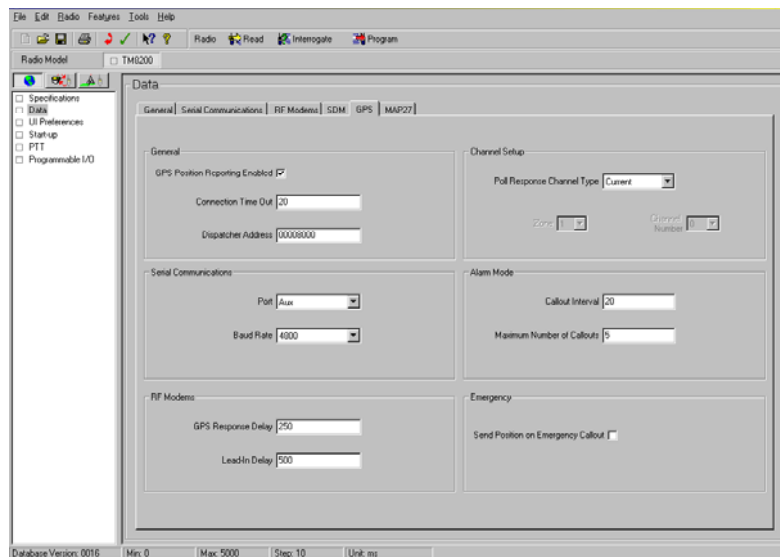 File Edit Radio Features Tools Help
Radio Read Interrogate Program
Radio Model TM8200
Specifications
Data
UI Preferences
Start-up
PTT
Programmable I/O
Data
General Serial Communications RF Modems SDM GPS MAP27
General
GPS Position Reporting Enabled
Connection Time Out 20
Dispatcher Address 00008000
Channel Setup
Poll Response Channel Type Current
Zone 1 Channel Number 0
Serial Communications
Port Aux
Baud Rate 4800
Alarm Mode
Callout Interval 20
Maximum Number of Callouts 5
RF Modems
GPS Response Delay 250
Lead-In Delay 500
Emergency
Send Position on Emergency Callout
Database Version: 0016 Min: 0 Max: 5000 Step: 10 Unit: ms